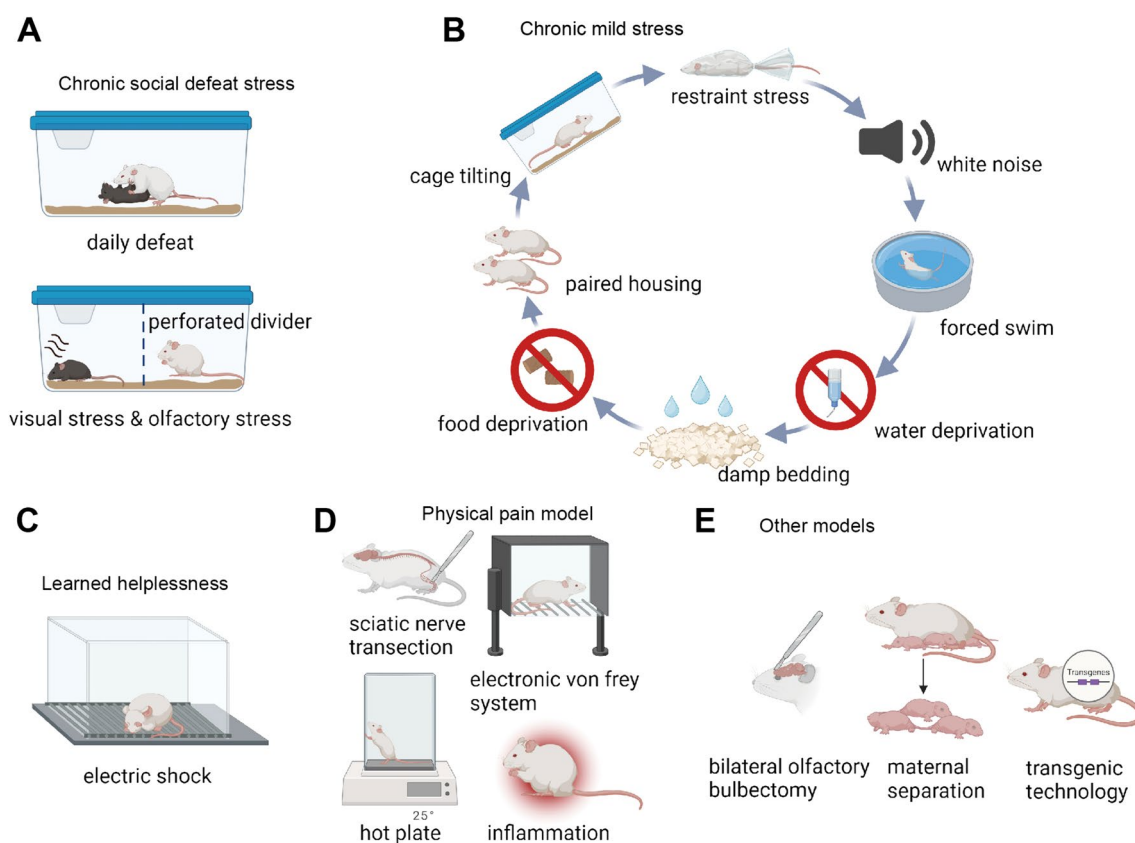 A
Chronic social defeat stress
daily defeat
perforated divider
visual stress & olfactory stress
B
Chronic mild stress
restraint stress
white noise
forced swim
water deprivation
damp bedding
food deprivation
paired housing
cage tilting
C
Learned helplessness
electric shock
D
Physical pain model
sciatic nerve
transection
electronic von frey
system
25°
hot plate
inflammation
E
Other models
bilateral olfactory
bulbectomy
maternal
separation
Transgenes
transgenic
technology